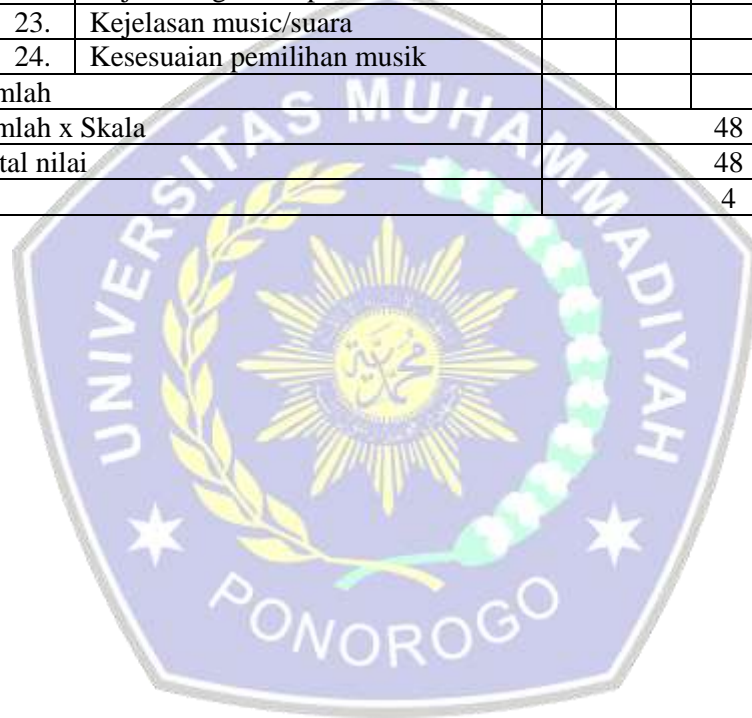 23. Kejelasan music/suara
24. Kesesuaian pemilihan musik
mlah
mlah x Skala 48
tal nilai 48
4
UNIVERSITAS MUHAMMADIYAH
PONOROGO